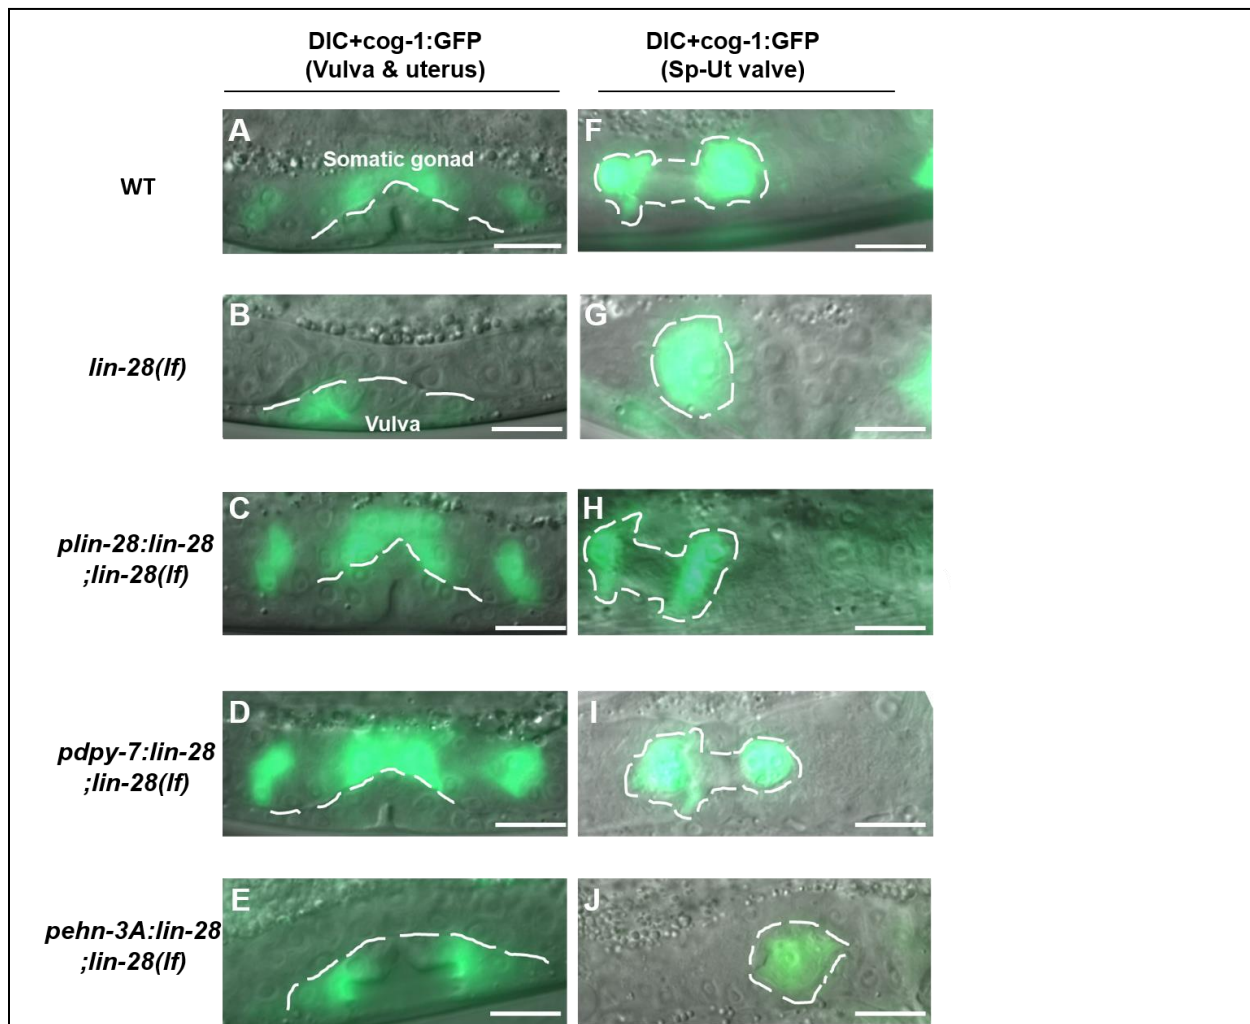 DIC+cog-1:GFP
(Vulva & uterus)
DIC+cog-1:GFP
(Sp-Ut valve)
WT
A
Somatic gonad
F
lin-28(lf)
B
Vulva
G
plin-28:lin-28
;lin-28(lf)
C
H
pdpy-7:lin-28
;lin-28(lf)
D
I
pehn-3A:lin-28
;lin-28(lf)
E
J